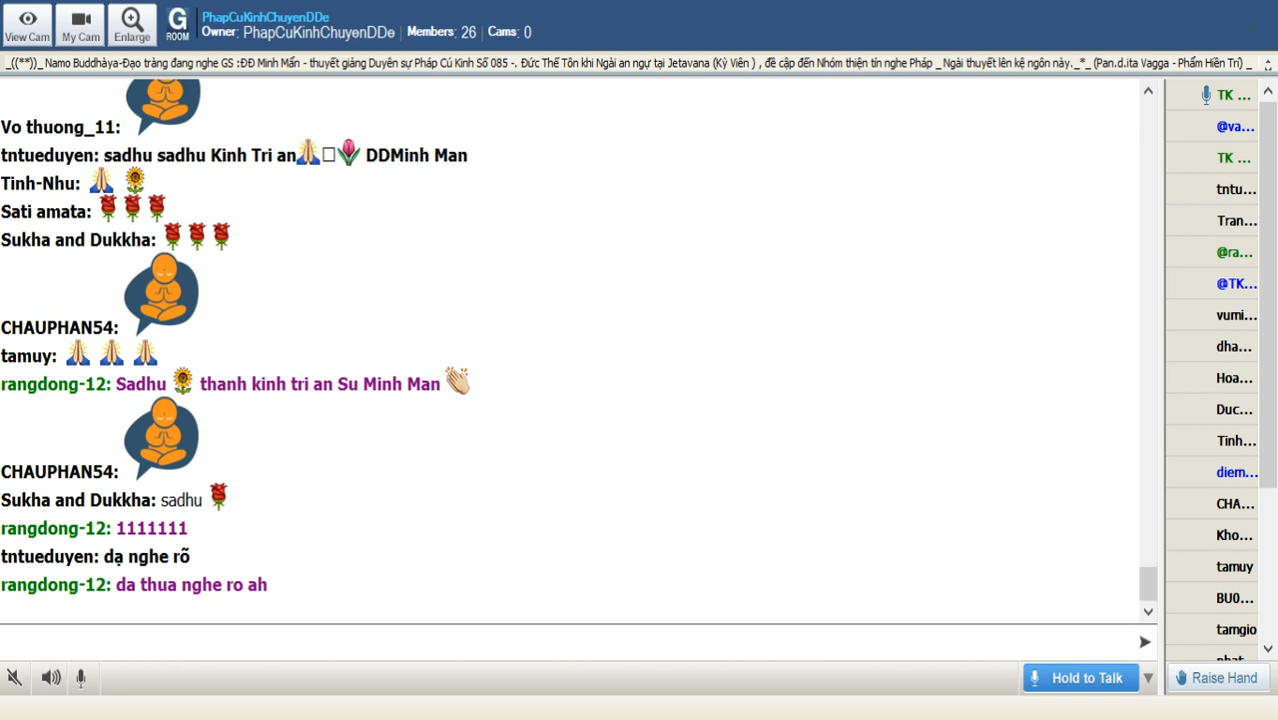 View Cam
My Cam
Enlarge
G
ROOM
PhapCuKinhChuyenDDe
Owner: PhapCuKinhChuyenDDe Members: 26 Cams: 0
_((**))_ Namo Buddhàya-Đạo tràng đang nghe GS :ĐĐ Minh Mẫn - thuyết giảng Duyên sự Pháp Cú Kinh Số 085 -. Đức Thế Tôn khi Ngài an ngự tại Jetavana (Kỳ Viên ) , đề cập đến Nhóm thiện tín nghe Pháp _ Ngài thuyết lên kệ ngôn này._*_ (Pan.d.ita Vagga - Phẩm Hiền Trí) _
Vo thuong_11:
tntueduyen: sadhu sadhu Kinh Tri an DDMinh Man
Tinh-Nhu:
Sati amata:
Sukha and Dukkha:
CHAUPHAN54:
tamuy:
rangdong-12: Sadhu thanh kinh tri an Su Minh Man
CHAUPHAN54:
Sukha and Dukkha: sadhu
rangdong-12: 1111111
tntueduyen: dạ nghe rõ
rangdong-12: da thua nghe ro ah
TK ...
@va...
TK ...
tntu...
Tran...
@ra...
@TK...
vumi...
dha...
Hoa...
Duc...
Tinh...
diem...
CHA...
Kho...
tamuy
BU0...
tamgio
Hold to Talk
Raise Hand